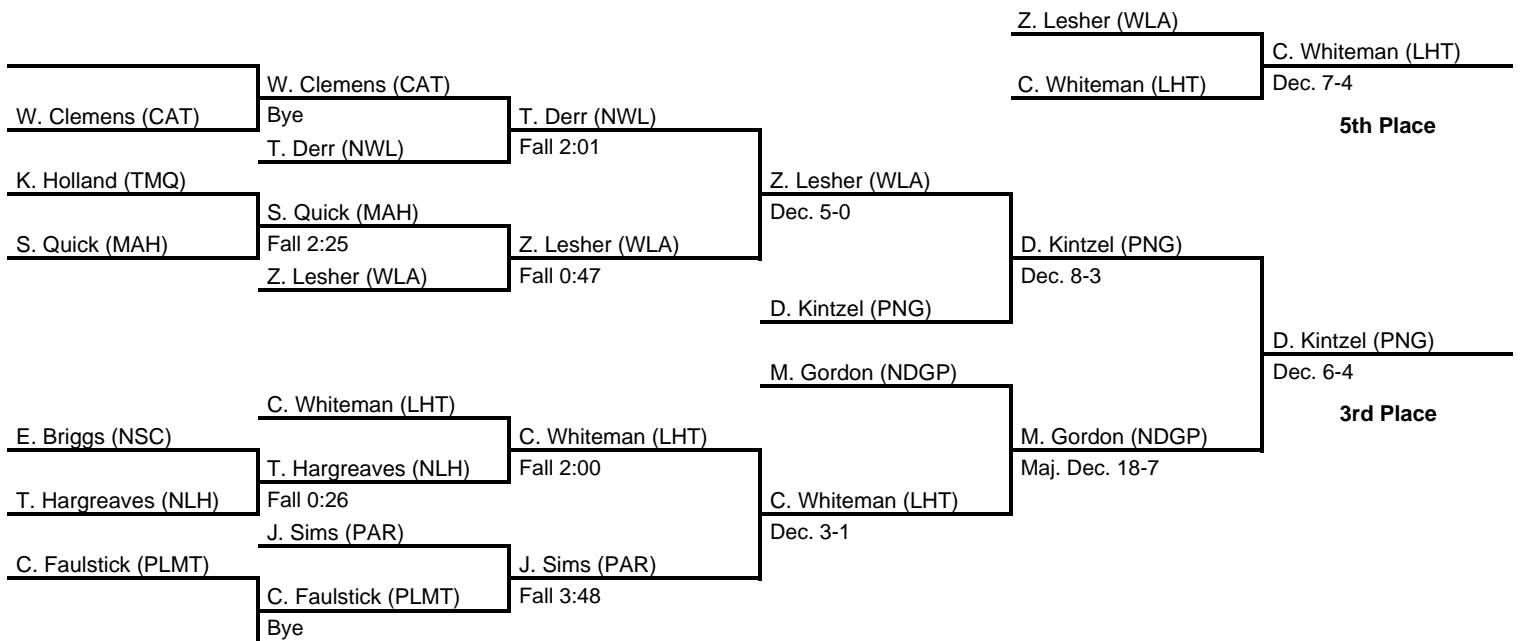 Z. Lesher (WLA)
C. Whiteman (LHT)
W. Clemens (CAT)
C. Whiteman (LHT)
Dec. 7-4
W. Clemens (CAT)
Bye
T. Derr (NWL)
5th Place
T. Derr (NWL)
Fall 2:01
K. Holland (TMQ)
Z. Lesher (WLA)
S. Quick (MAH)
Dec. 5-0
S. Quick (MAH)
Fall 2:25
Z. Lesher (WLA)
D. Kintzel (PNG)
Z. Lesher (WLA)
Fall 0:47
Dec. 8-3
D. Kintzel (PNG)
D. Kintzel (PNG)
M. Gordon (NDGP)
Dec. 6-4
C. Whiteman (LHT)
3rd Place
E. Briggs (NSC)
C. Whiteman (LHT)
M. Gordon (NDGP)
T. Hargreaves (NLH)
Fall 2:00
Maj. Dec. 18-7
T. Hargreaves (NLH)
Fall 0:26
C. Whiteman (LHT)
J. Sims (PAR)
Dec. 3-1
C. Faulstick (PLMT)
J. Sims (PAR)
C. Faulstick (PLMT)
Fall 3:48
Bye